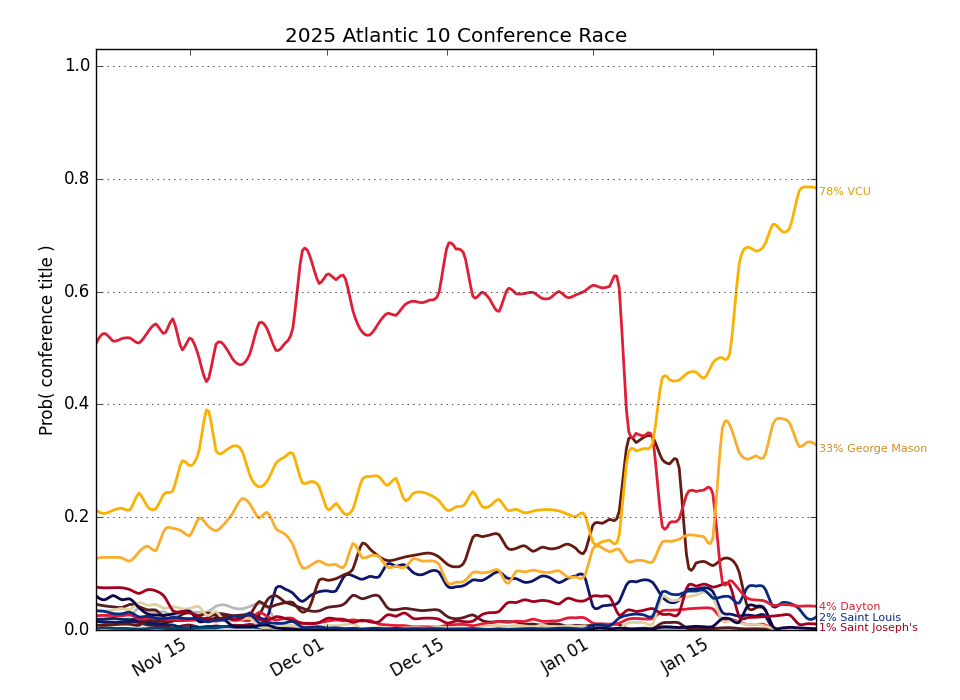 2025 Atlantic 10 Conference Race
Prob( conference title )
1.0
0.8
0.6
0.4
0.2
0.0
Nov 15
Dec 01
Dec 15
Jan 01
Jan 15
78% VCU
33% George Mason
4% Dayton
2% Saint Louis
1% Saint Joseph's